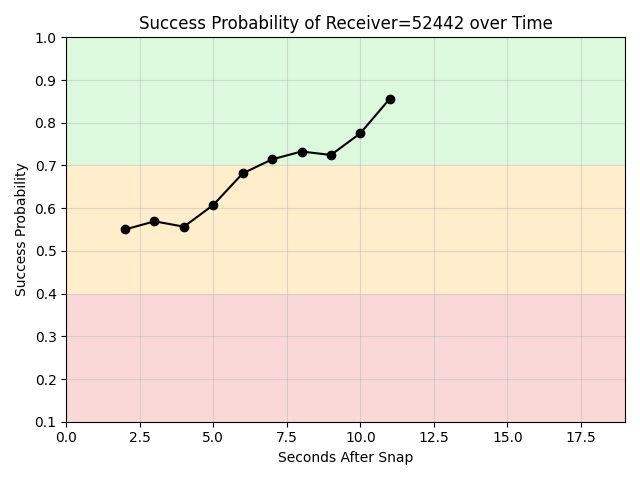 Success Probability of Receiver=52442 over Time
1.0
0.9
0.8
0.7
0.6
0.5
0.4
0.3
0.2
0.1
Success Probability
0.0 2.5 5.0 7.5 10.0 12.5 15.0 17.5
Seconds After Snap